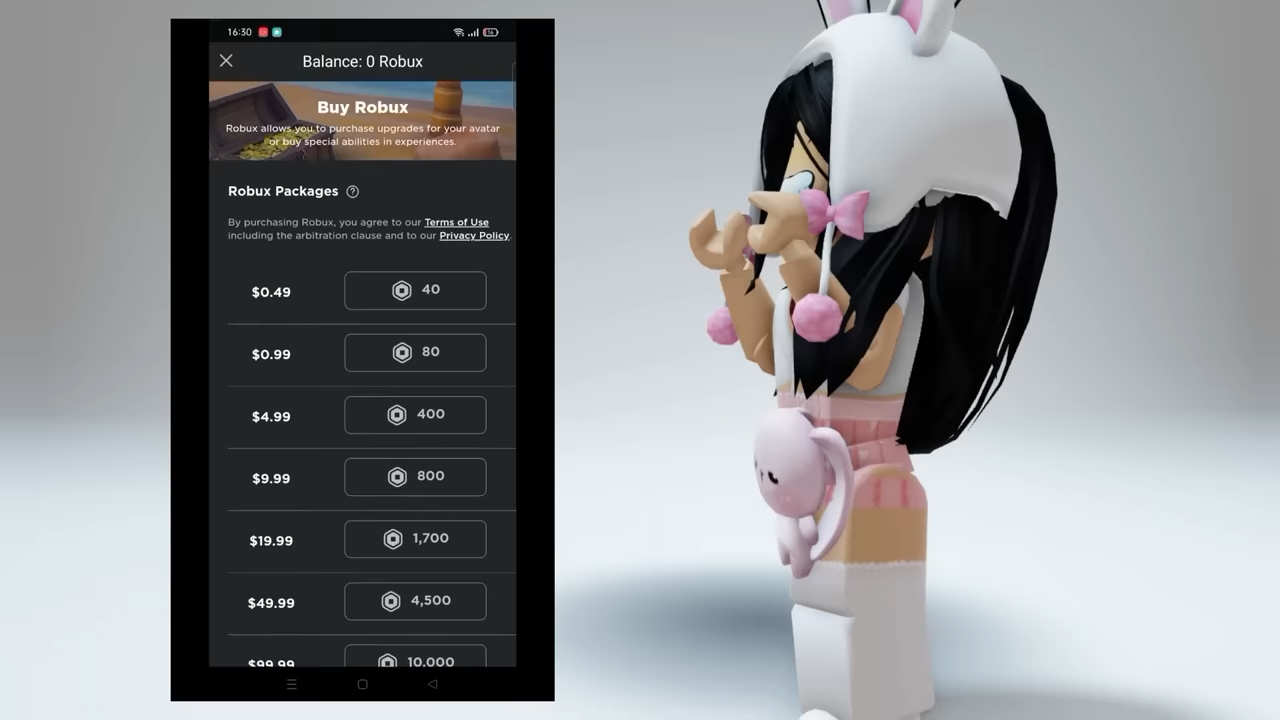 16:30
Balance: 0 Robux
Buy Robux
Robux allows you to purchase upgrades for your avatar
or buy special abilities in experiences.
Robux Packages ?
By purchasing Robux, you agree to our Terms of Use
including the arbitration clause and to our Privacy Policy.
$0.49 40
$0.99 80
$4.99 400
$9.99 800
$19.99 1,700
$49.99 4,500
$99.99 10,000